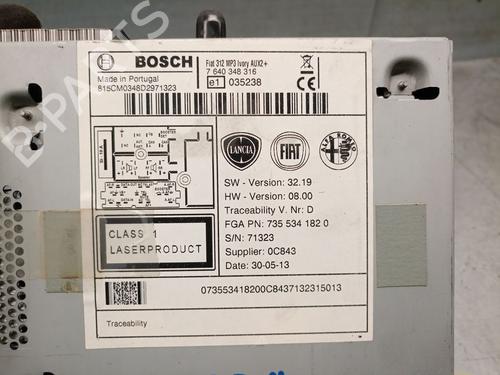 BOSCH
Fiat 312 MP3 Ivory AUX2+
7 640 348 316
Made in Portugal
815CM0348D2971323
e1 035238
CE
LANCIA
FIAT
ALFA ROMEO
SW - Version: 32.19
HW - Version: 08.00
Traceability V. Nr: D
FGA PN: 735 534 182 0
S/N: 71323
Supplier: 0C843
Date: 30-05-13
CLASS 1
LASERPRODUCT
073553418200C8437132315013
Traceability